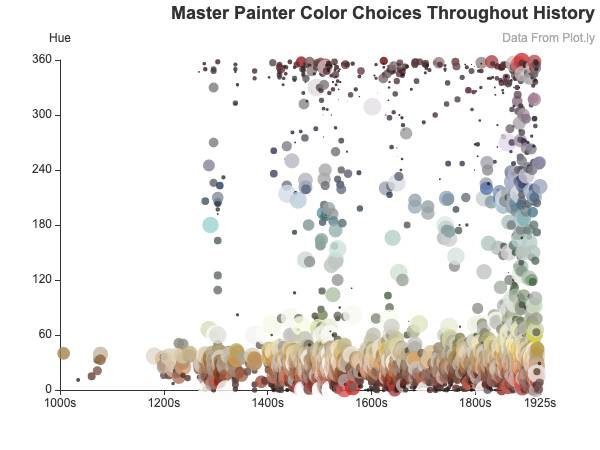 Master Painter Color Choices Throughout History
Data From Plot.ly
Hue
360
300
240
180
120
60
0
1000s 1200s 1400s 1600s 1800s 1925s